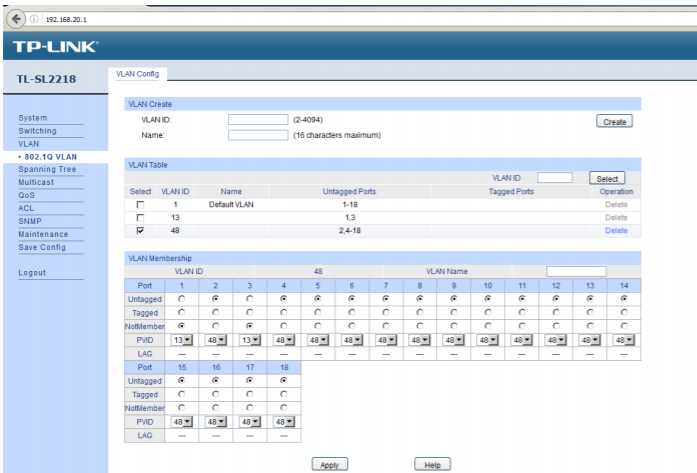 192.168.20.1
TP-LINK®
TL-SL2218
VLAN Config
System
Switching
VLAN
• 802.1Q VLAN
Spanning Tree
Multicast
QoS
ACL
SNMP
Maintenance
Save Config
Logout
VLAN Create
VLAN ID: (2-4094) Create
Name: (16 characters maximum)
VLAN Table
VLAN ID Select
Select VLAN ID Name Untagged Ports Tagged Ports Operation
1 Default VLAN 1-18 Delete
13 1,3 Delete
48 2,4-18 Delete
VLAN Membership
VLAN ID 48 VLAN Name
Port 1 2 3 4 5 6 7 8 9 10 11 12 13 14
Untagged
Tagged
NotMember
PVID 13 48 13 48 48 48 48 48 48 48 48 48 48 48
LAG --- --- --- --- --- --- --- --- --- --- --- --- --- ---
Port 15 16 17 18
Untagged
Tagged
NotMember
PVID 48 48 48 48
LAG --- --- --- ---
Apply Help